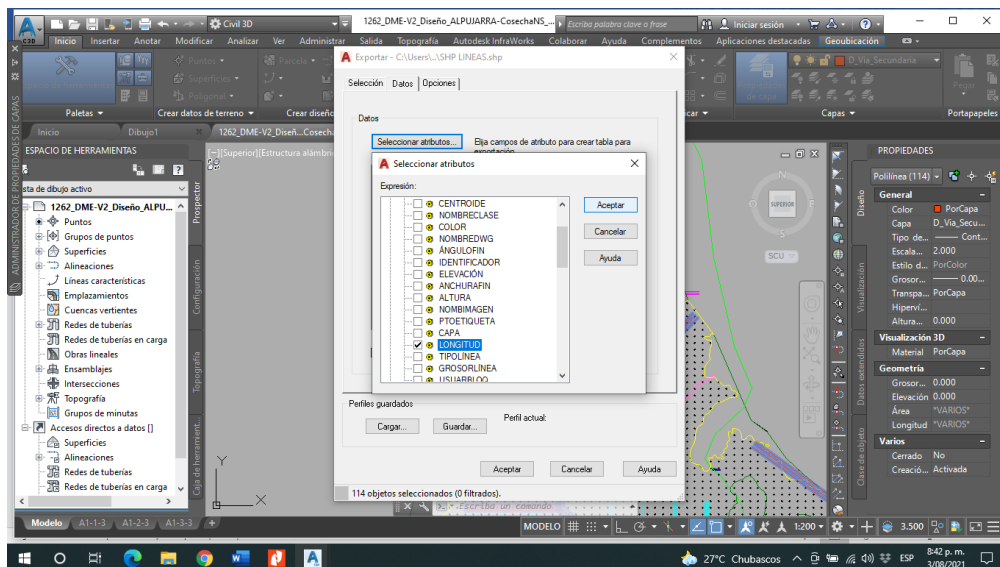 C3D
Civil 3D
1262_DME-V2_Diseño_ALPUJARRA-CosechaNS_...
Escriba palabra clave o frase
Iniciar sesión
Inicio Insertar Anotar Modificar Analizar Ver Administrar Salida Topografía Autodesk InfraWorks Colaborar Ayuda Complementos Aplicaciones destacadas Geoubicación
Puntos
Superficies
Poligonal
Parcela
D_Via_Secundaria
Pegar
Paletas
Crear datos de terreno
Crear diseño
Capas
Portapapeles
Inicio
Dibujo1
1262_DME-V2_Diseñ...Cosecha
ADMINISTRADOR DE PROPIEDADES DE CAPAS
ESPACIO DE HERRAMIENTAS
sta de dibujo activo
1262_DME-V2_Diseño_ALPU...
Puntos
Grupos de puntos
Superficies
Alineaciones
Líneas características
Emplazamientos
Cuencas vertientes
Redes de tuberías
Redes de tuberías en carga
Obras lineales
Ensamblajes
Intersecciones
Topografía
Grupos de minutas
Accesos directos a datos []
Superficies
Alineaciones
Redes de tuberías
Redes de tuberías en carga
Prospector
Configuración
Topografía
Caja de herramient...
[−][Superior][Estructura alámbri
Y
X
Exportar - C:\Users\...\SHP LINEAS.shp
Selección Datos Opciones
Datos
Seleccionar atributos...
Elija campos de atributo para crear tabla para
exportación
Seleccionar atributos
Expresión:
CENTROIDE
NOMBRECLASE
COLOR
NOMBREDWG
ÁNGULOFIN
IDENTIFICADOR
ELEVACIÓN
ANCHURAFIN
ALTURA
NOMBIMAGEN
PTOETIQUETA
CAPA
LONGITUD
TIPOLÍNEA
GROSORLÍNEA
USUARBLOQ
Aceptar
Cancelar
Ayuda
Perfiles guardados
Cargar...
Guardar...
Perfil actual:
Aceptar
Cancelar
Ayuda
114 objetos seleccionados (0 filtrados).
Escriba un comando
N
SUPERIOR
O
S
SCU
PROPIEDADES
Polilínea (114)
General
Color PorCapa
Capa D_Via_Secu...
Tipo de... Cont...
Escala... 2.000
Estilo d... PorColor
Grosor... 0.00...
Transpa... PorCapa
Hiperví...
Altura... 0.000
Visualización 3D
Material PorCapa
Geometría
Grosor... 0.000
Elevación 0.000
Área *VARIOS*
Longitud *VARIOS*
Varios
Cerrado No
Creació... Activada
Diseño
Visualización
Datos extendidos
Clase de objeto
Modelo A1-1-3 A1-2-3 A1-3-3 +
MODELO
1:200
3.500
27°C Chubascos
ESP
8:42 p. m.
3/08/2021